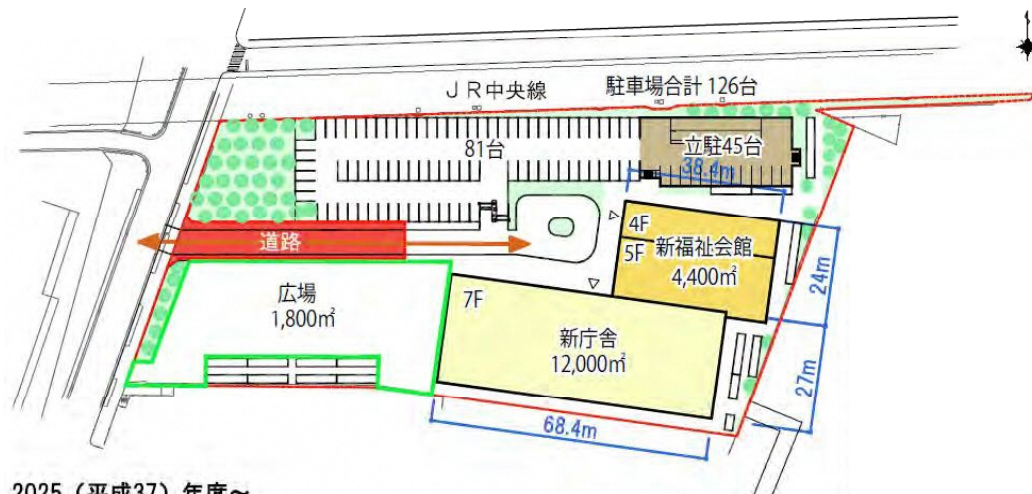 JR中央線
駐車場合計 126台
81台
立駐45台
38.4m
道路
4F
5F
新福祉会館
4,400㎡
24m
広場
1,800㎡
7F
新庁舎
12,000㎡
27m
68.4m
2025（平成37）年度～